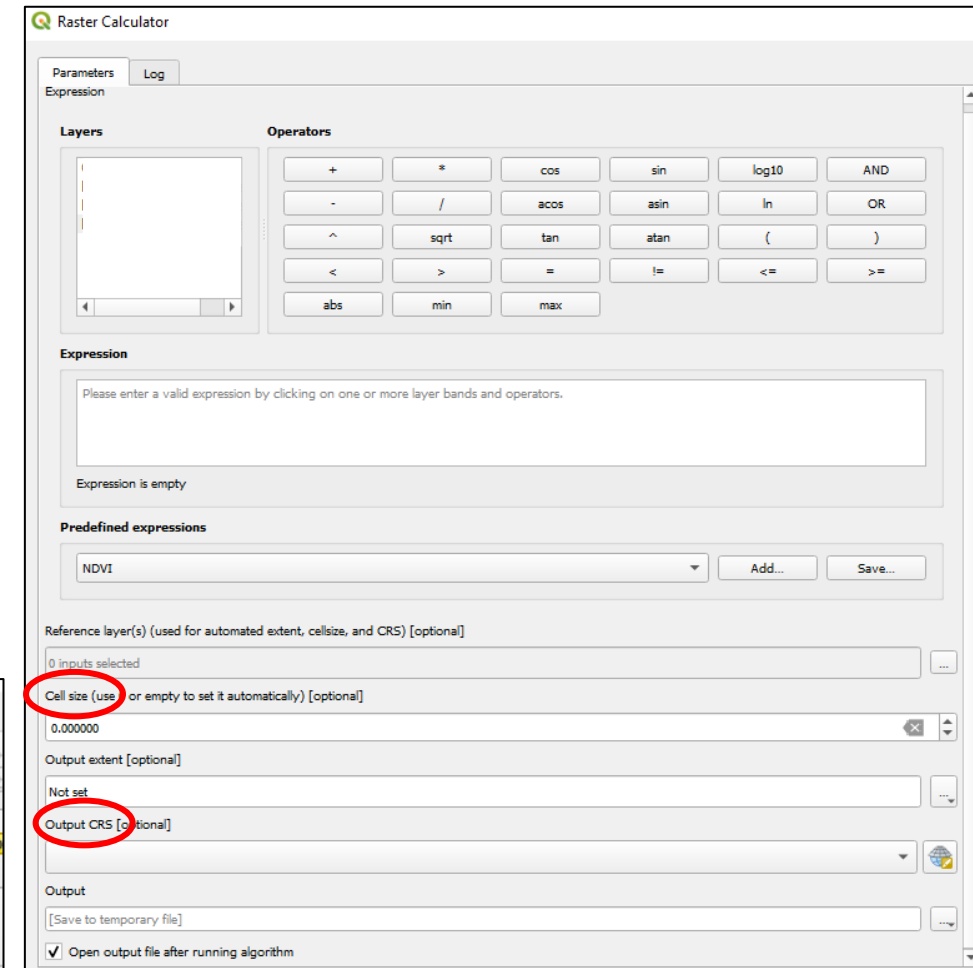 Raster Calculator
Parameters Log
Expression
Layers Operators
+ * cos sin log10 AND
- / acos asin ln OR
^ sqrt tan atan ( )
< > = != <= >=
abs min max
Expression
Please enter a valid expression by clicking on one or more layer bands and operators.
Expression is empty
Predefined expressions
NDVI Add... Save...
Reference layer(s) (used for automated extent, cellsize, and CRS) [optional]
0 inputs selected ...
Cell size (use or empty to set it automatically) [optional]
0.000000
Output extent [optional]
Not set ...
Output CRS [optional]
Output
[Save to temporary file] ...
Open output file after running algorithm